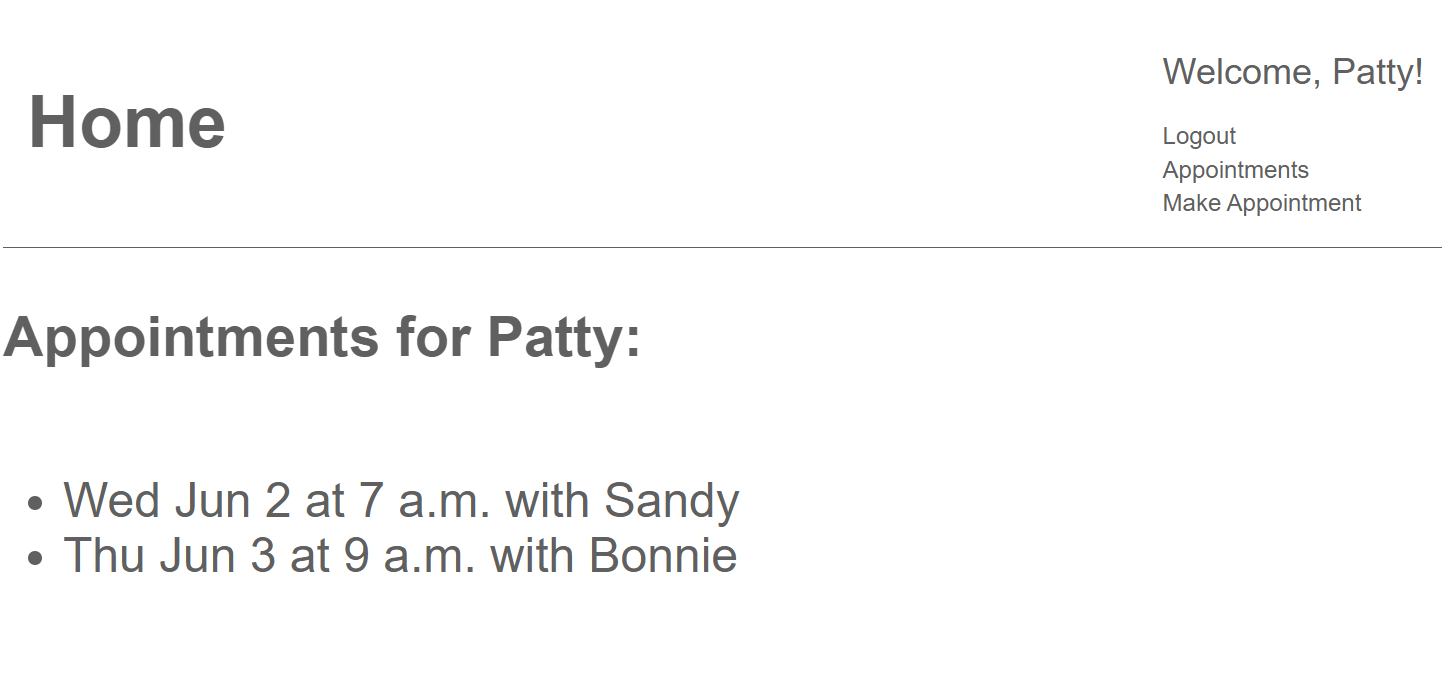 Home
Welcome, Patty!
Logout
Appointments
Make Appointment
Appointments for Patty:
• Wed Jun 2 at 7 a.m. with Sandy
• Thu Jun 3 at 9 a.m. with Bonnie